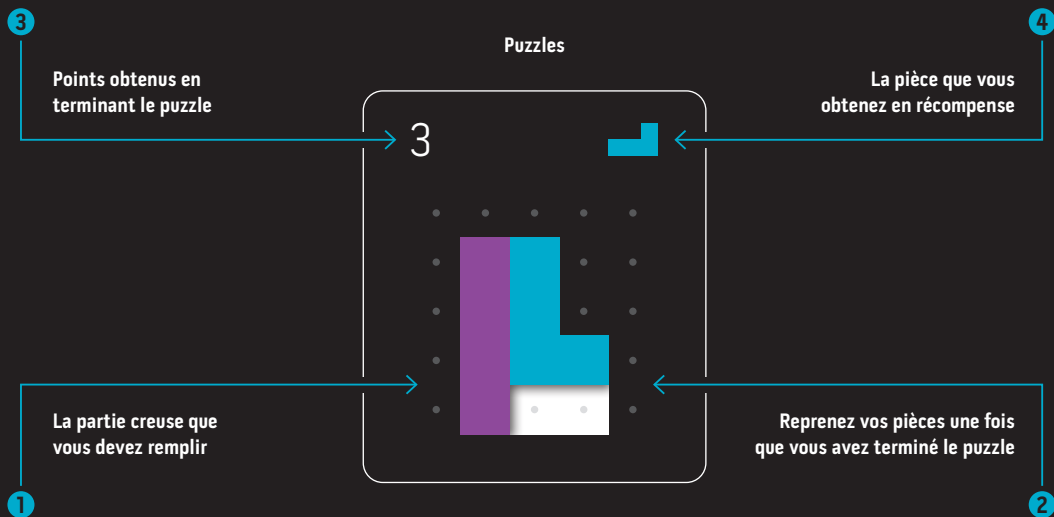 3
4
Puzzles
Points obtenus en
terminant le puzzle
La pièce que vous
obtenez en récompense
3
La partie creuse que
vous devez remplir
Reprenez vos pièces une fois
que vous avez terminé le puzzle
1
2